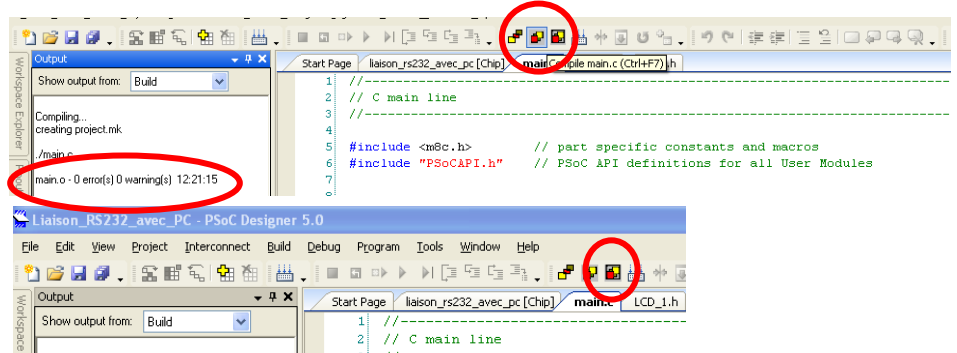 Output
Show output from: Build
Workspace Explorer
Compiling...
creating project.mk
./main.c
main.o - 0 error(s) 0 warning(s) 12:21:15
Start Page liaison_rs232_avec_pc [Chip] main Compile main.c (Ctrl+F7) .h
1 //----------------------------------------------------------------
2 // C main line
3 //----------------------------------------------------------------
4
5 #include <m8c.h> // part specific constants and macros
6 #include "PSoCAPI.h" // PSoC API definitions for all User Modules
7
Liaison_RS232_avec_PC - PSoC Designer 5.0
File Edit View Project Interconnect Build Debug Program Tools Window Help
Output
Show output from: Build
Workspace
Start Page liaison_rs232_avec_pc [Chip] main.c LCD_1.h
1 //----------------------------------
2 // C main line